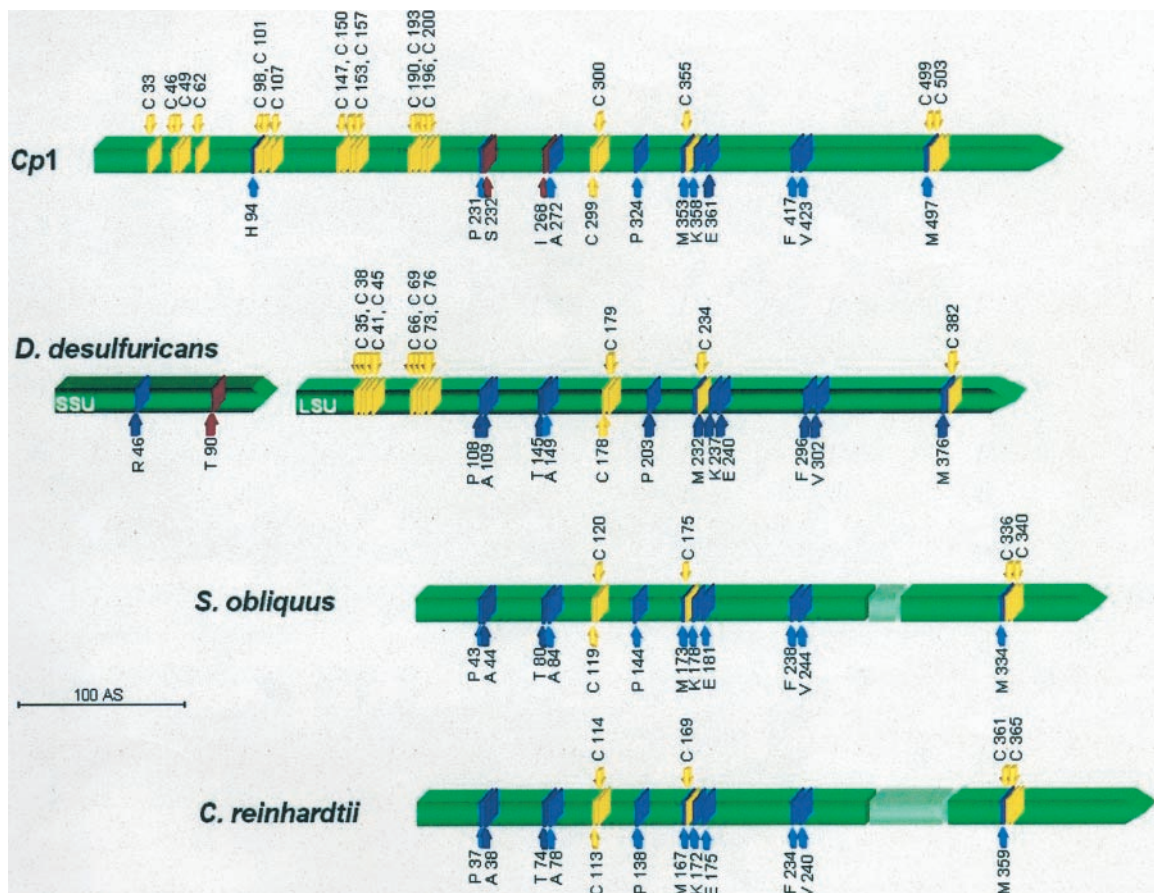 C 33
C 46
C 49
C 62
C 98, C 101
C 107
C 147, C 150
C 153, C 157
C 190, C 193
C 196, C 200
C 300
C 355
C 499
C 503
Cp1
H 94
P 231
S 232
I 268
A 272
C 299
P 324
M 353
K 358
E 361
F 417
V 423
M 497
D. desulfuricans
C 35, C 38
C 41, C 45
C 66, C 69
C 73, C 76
C 179
C 234
C 382
SSU
LSU
R 46
T 90
P 108
A 109
T 145
A 149
C 178
P 203
M 232
K 237
E 240
F 296
V 302
M 376
C 120
C 175
C 336
C 340
S. obliquus
P 43
A 44
T 80
A 84
C 119
P 144
M 173
K 178
E 181
F 238
V 244
M 334
100 AS
C 114
C 169
C 361
C 365
C. reinhardtii
P 37
A 38
T 74
A 78
C 113
P 138
M 167
K 172
E 175
F 234
V 240
M 359